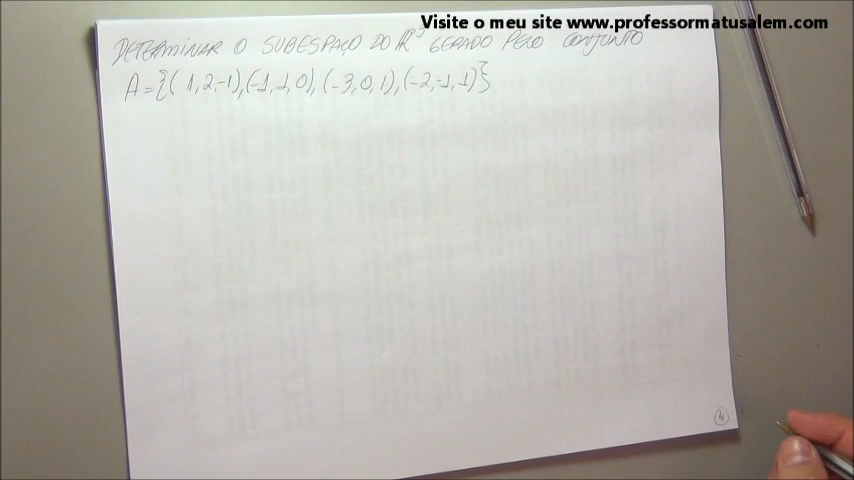 Visite o meu site www.professormatusalem.com
DETERMINAR O SUBESPAÇO DO ℝ³ GERADO PELO CONJUNTO
A={(1,2,-1),(-1,1,0),(-3,0,1),(-2,-1,1)}.
4